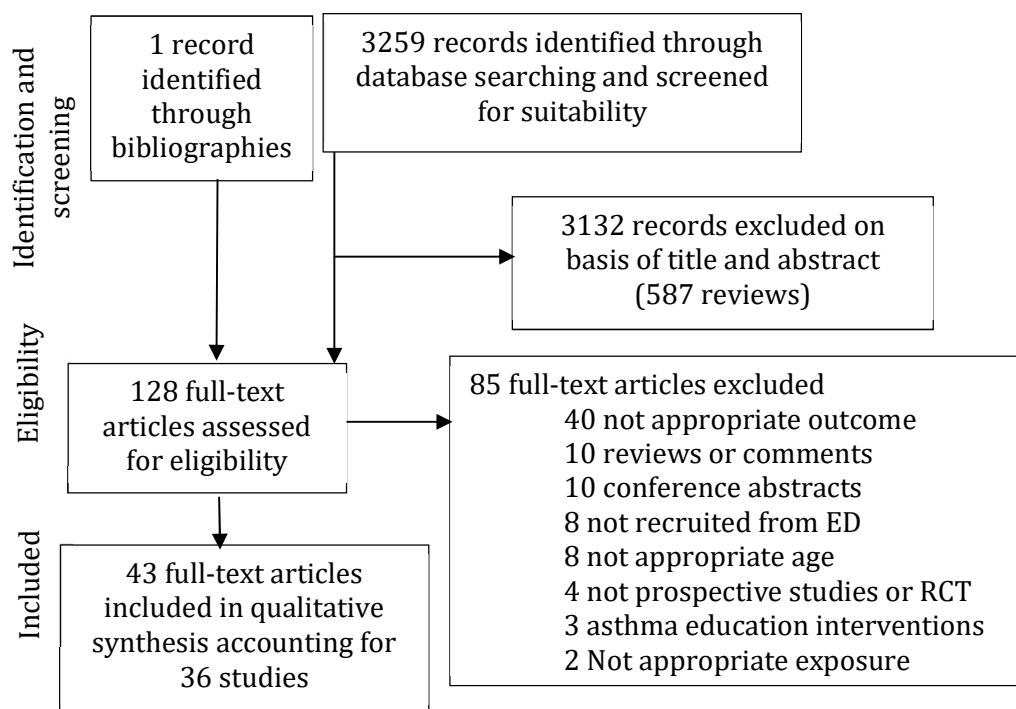 Identification and
screening
1 record
identified
through
bibliographies
3259 records identified through
database searching and screened
for suitability
3132 records excluded on
basis of title and abstract
(587 reviews)
Eligibility
128 full-text
articles assessed
for eligibility
85 full-text articles excluded
40 not appropriate outcome
10 reviews or comments
10 conference abstracts
8 not recruited from ED
8 not appropriate age
4 not prospective studies or RCT
3 asthma education interventions
2 Not appropriate exposure
Included
43 full-text articles
included in qualitative
synthesis accounting for
36 studies